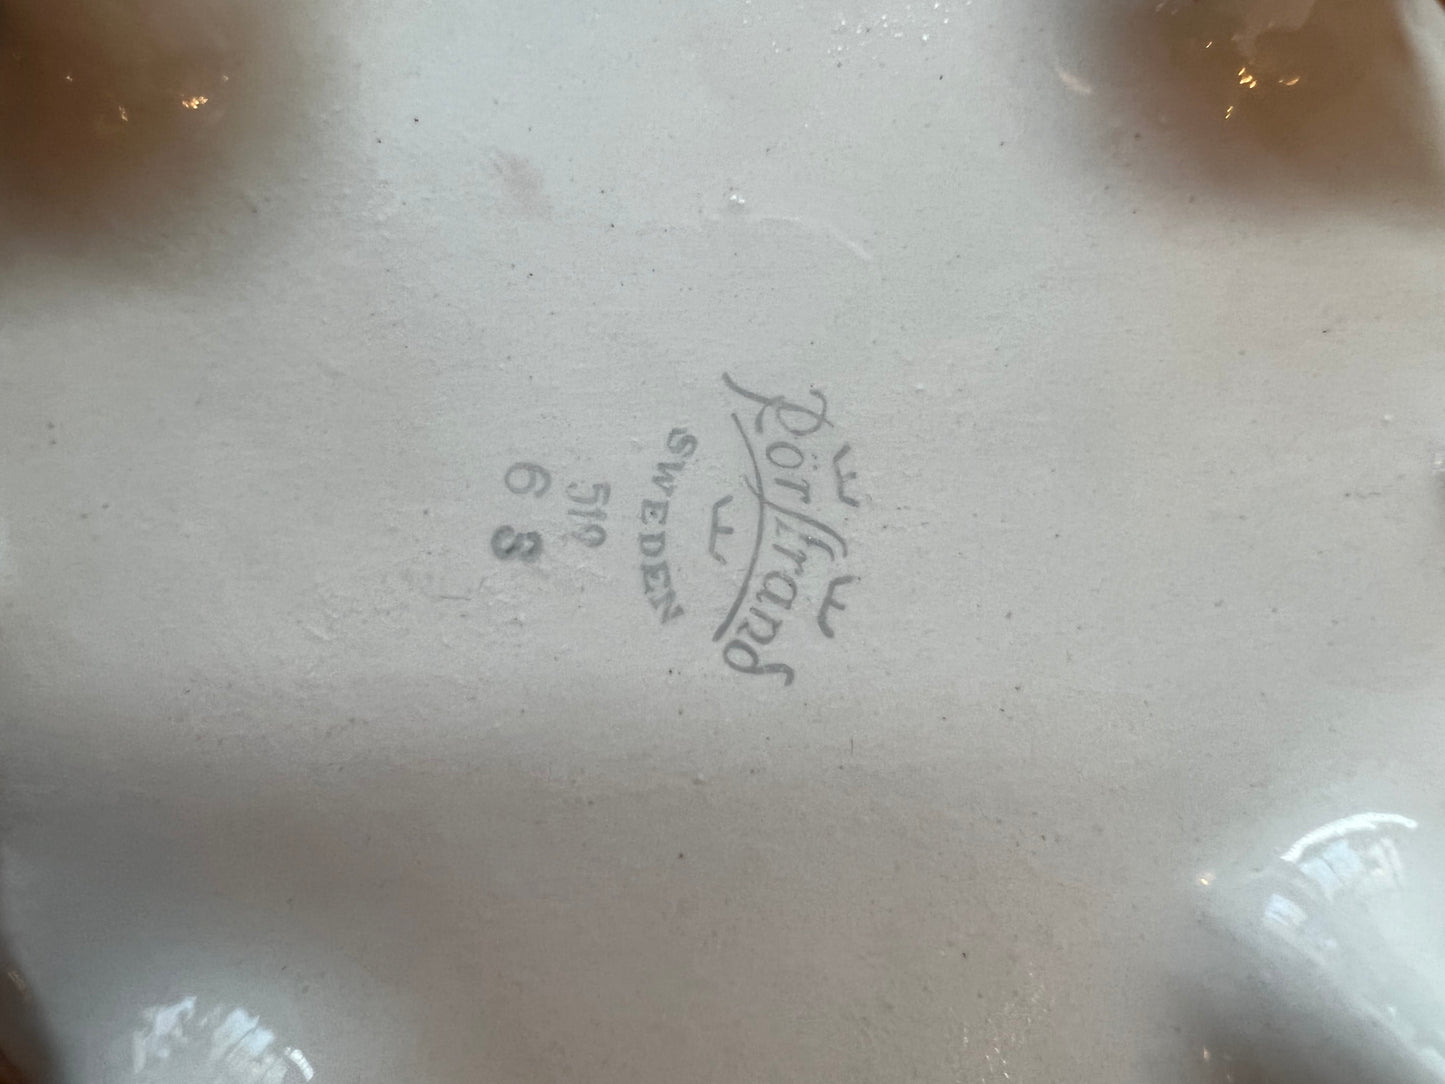 Rörstrand
SWEDEN
519
6 S